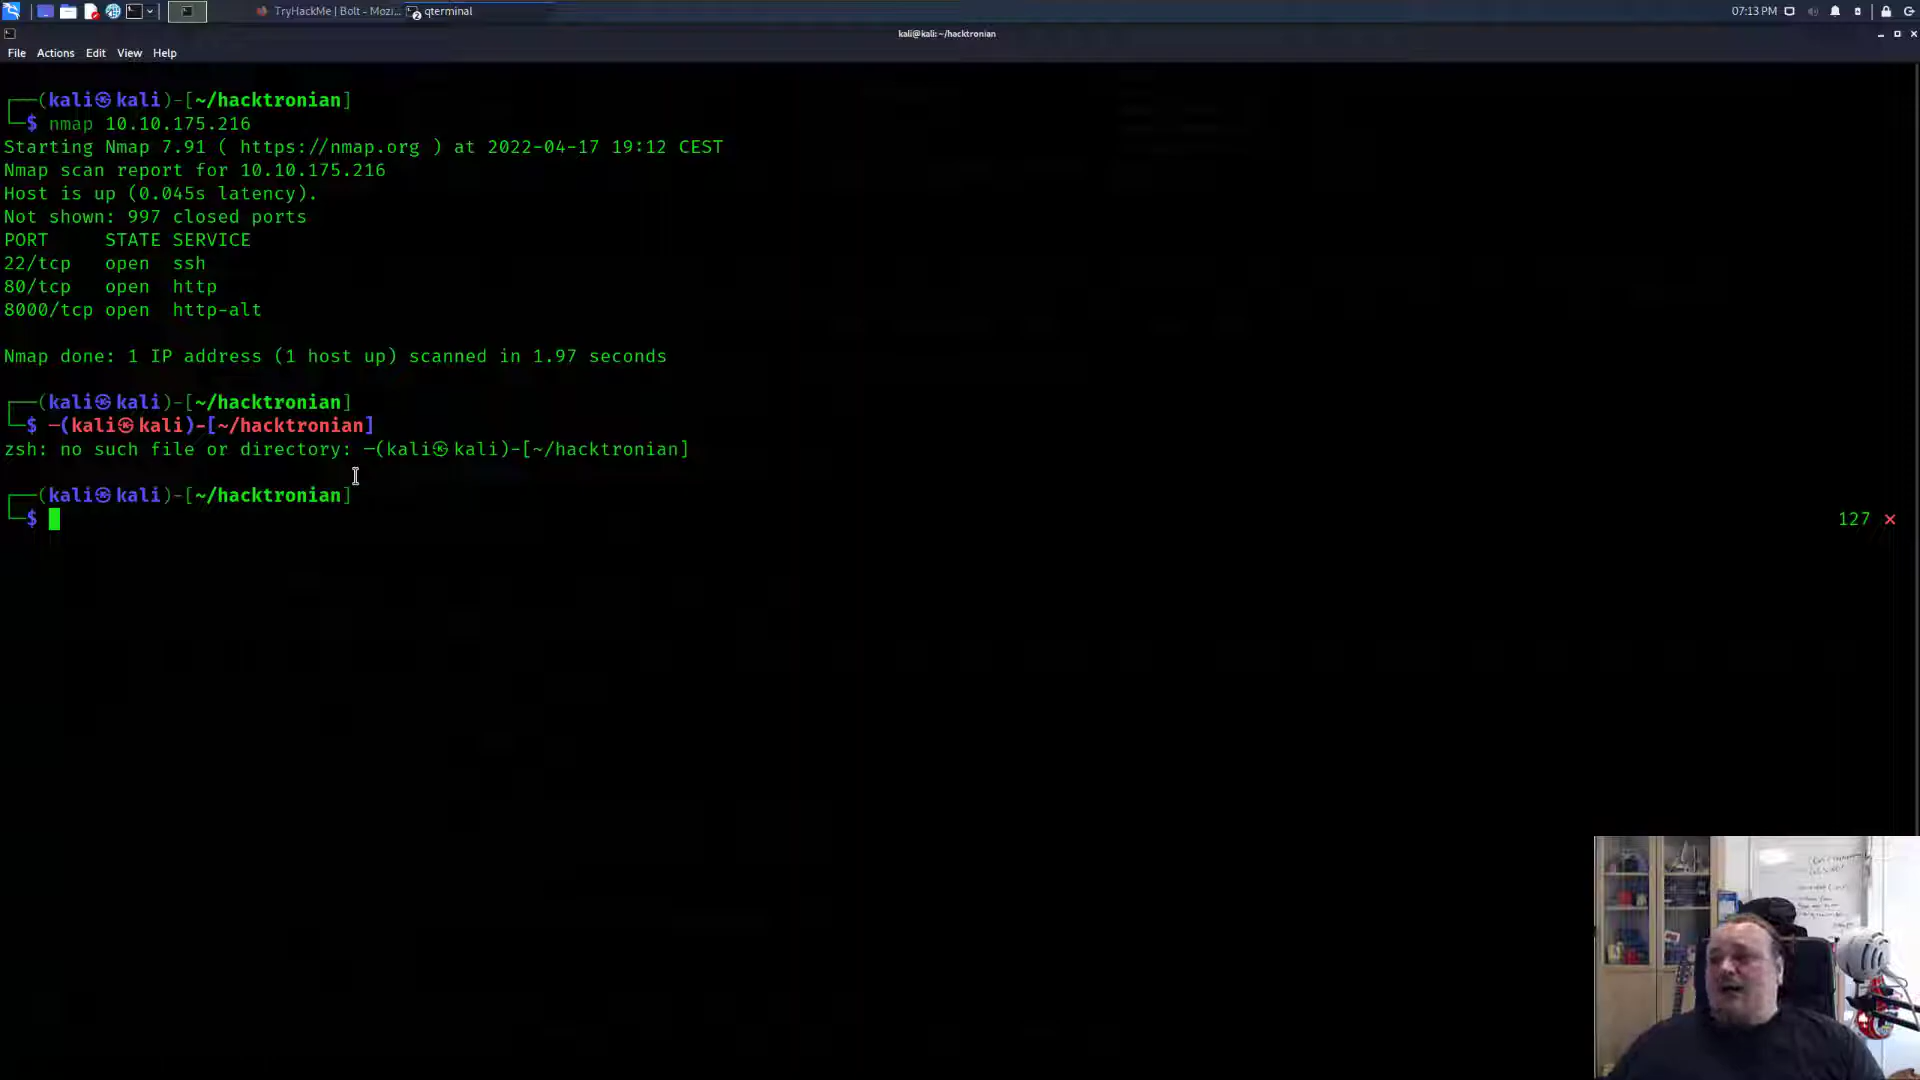 TryHackMe | Bolt - Mozi...
qterminal
07:13 PM
kali@kali: ~/hacktronian
File Actions Edit View Help
┌──(kali㉿kali)-[~/hacktronian]
└─$ nmap 10.10.175.216
Starting Nmap 7.91 ( https://nmap.org ) at 2022-04-17 19:12 CEST
Nmap scan report for 10.10.175.216
Host is up (0.045s latency).
Not shown: 997 closed ports
PORT     STATE SERVICE
22/tcp   open  ssh
80/tcp   open  http
8000/tcp open  http-alt
Nmap done: 1 IP address (1 host up) scanned in 1.97 seconds
┌──(kali㉿kali)-[~/hacktronian]
└─$ ─(kali㉿kali)-[~/hacktronian]
zsh: no such file or directory: ─(kali㉿kali)-[~/hacktronian]
┌──(kali㉿kali)-[~/hacktronian]
└─$
127 ⨯